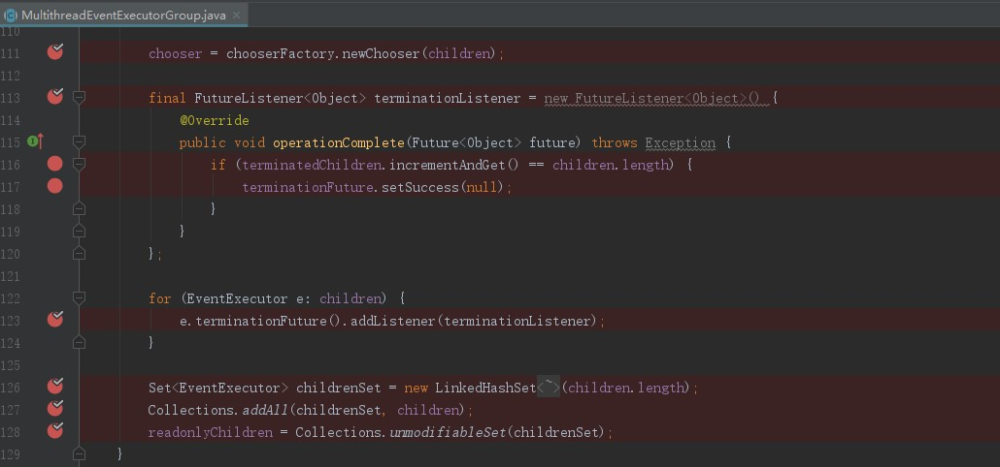 MultithreadEventExecutorGroup.java
110
111 chooser = chooserFactory.newChooser(children);
112
113 final FutureListener<Object> terminationListener = new FutureListener<Object>() {
114 @Override
115 public void operationComplete(Future<Object> future) throws Exception {
116 if (terminatedChildren.incrementAndGet() == children.length) {
117 terminationFuture.setSuccess(null);
118 }
119 }
120 };
121
122 for (EventExecutor e: children) {
123 e.terminationFuture().addListener(terminationListener);
124 }
125
126 Set<EventExecutor> childrenSet = new LinkedHashSet<~>(children.length);
127 Collections.addAll(childrenSet, children);
128 readonlyChildren = Collections.unmodifiableSet(childrenSet);
129 }